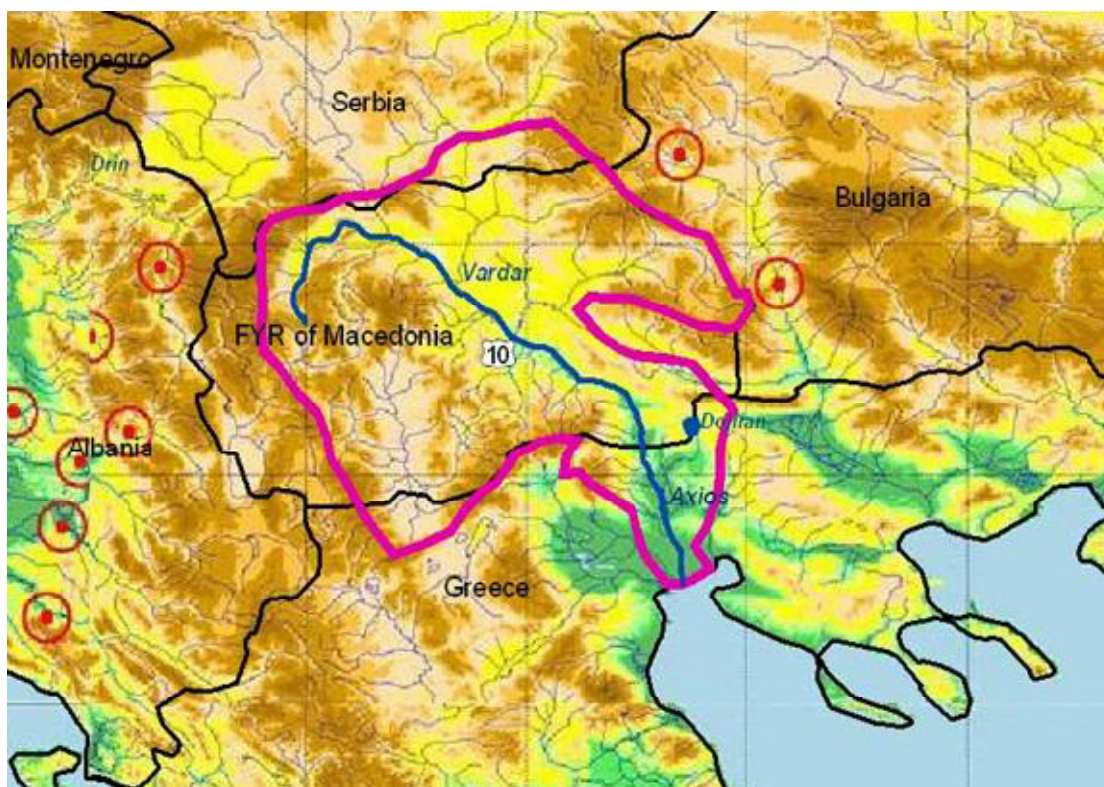 Montenegro
Serbia
Drin
Bulgaria
Vardar
FYR of Macedonia
10
Dojran
Albania
Axios
Greece